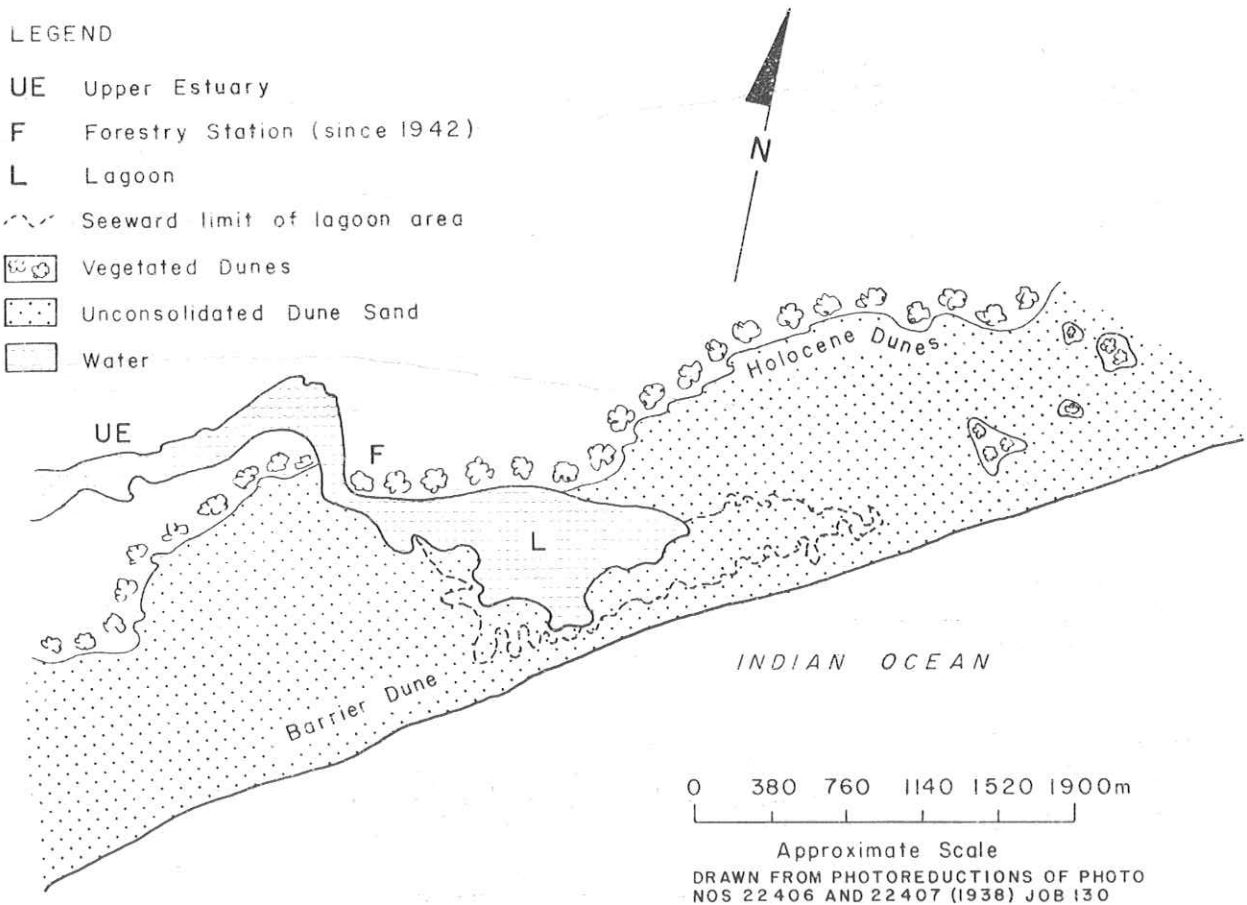 LEGEND
UE Upper Estuary
F Forestry Station (since 1942)
L Lagoon
Seeward limit of lagoon area
Vegetated Dunes
Unconsolidated Dune Sand
Water
N
Holocene Dunes
UE
F
L
Barrier Dune
INDIAN OCEAN
0 380 760 1140 1520 1900m
Approximate Scale
DRAWN FROM PHOTOREDUCTIONS OF PHOTO
NOS 22406 AND 22407 (1938) JOB 130